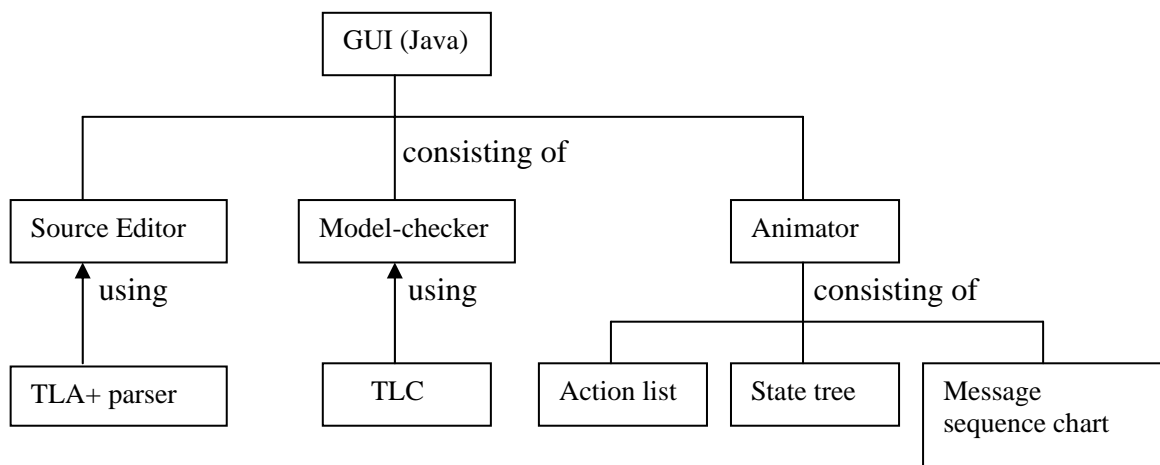 GUI (Java)
consisting of
Source Editor
Model-checker
Animator
using
using
consisting of
TLA+ parser
TLC
Action list
State tree
Message
sequence chart